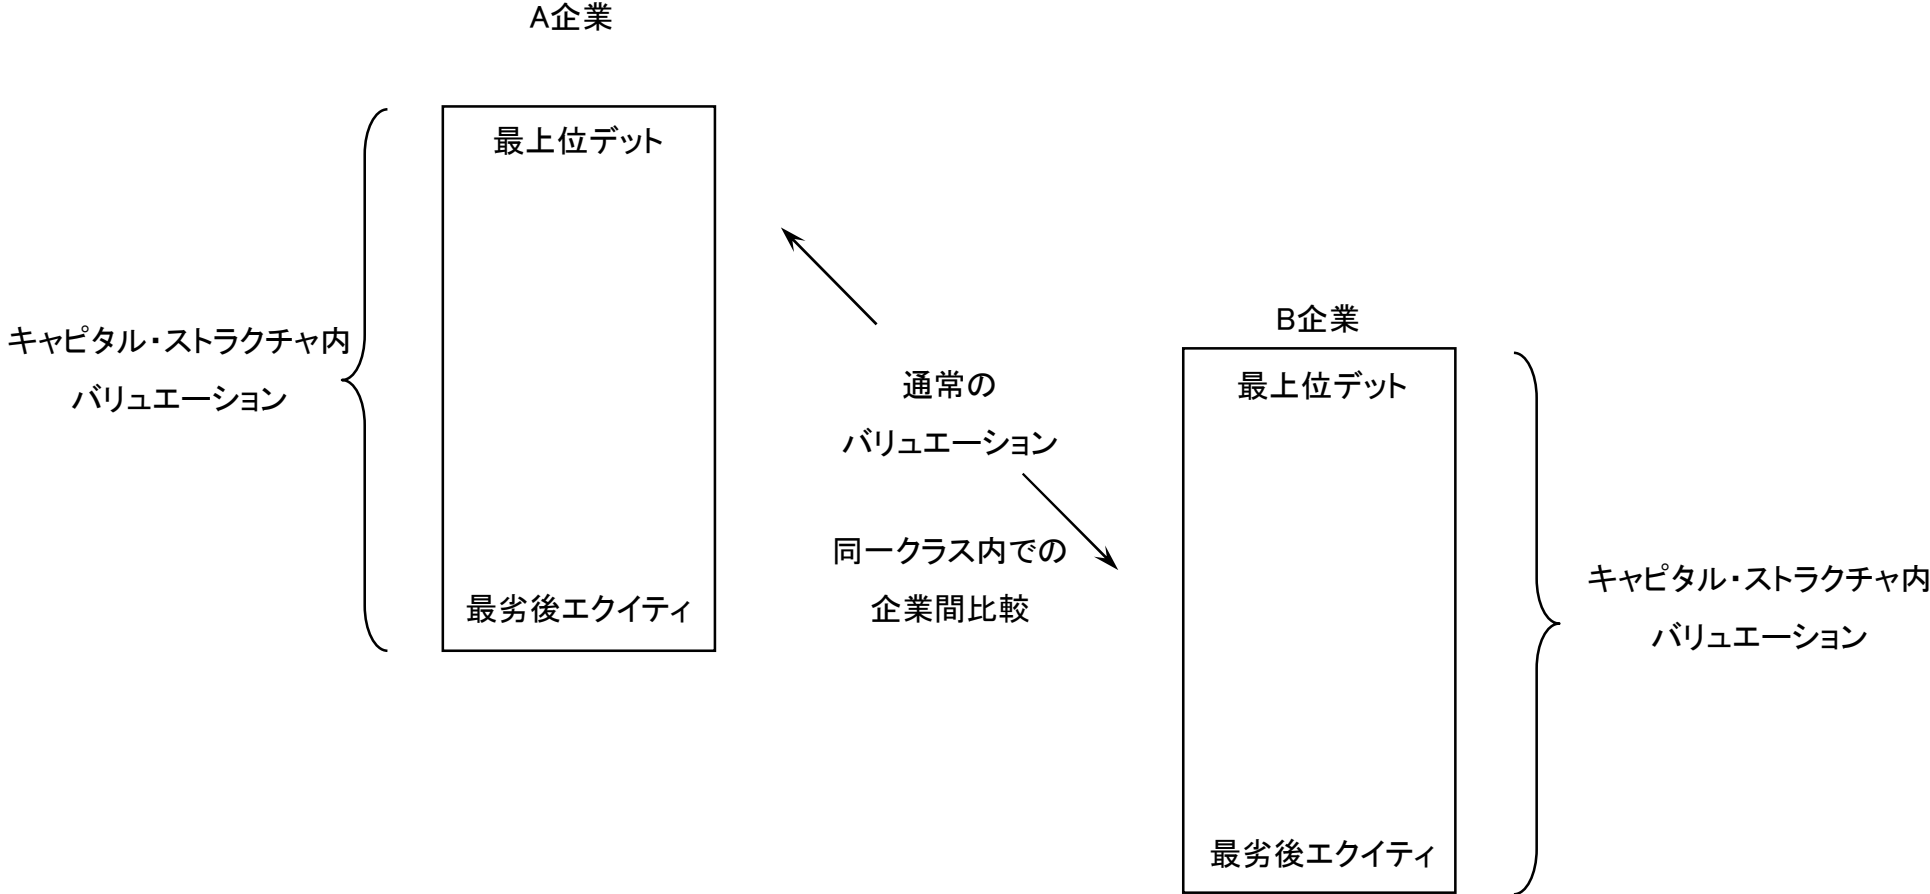 A企業
最上位デット
最劣後エクイティ
キャピタル・ストラクチャ内
バリュエーション
通常の
バリュエーション
同一クラス内での
企業間比較
B企業
最上位デット
最劣後エクイティ
キャピタル・ストラクチャ内
バリュエーション